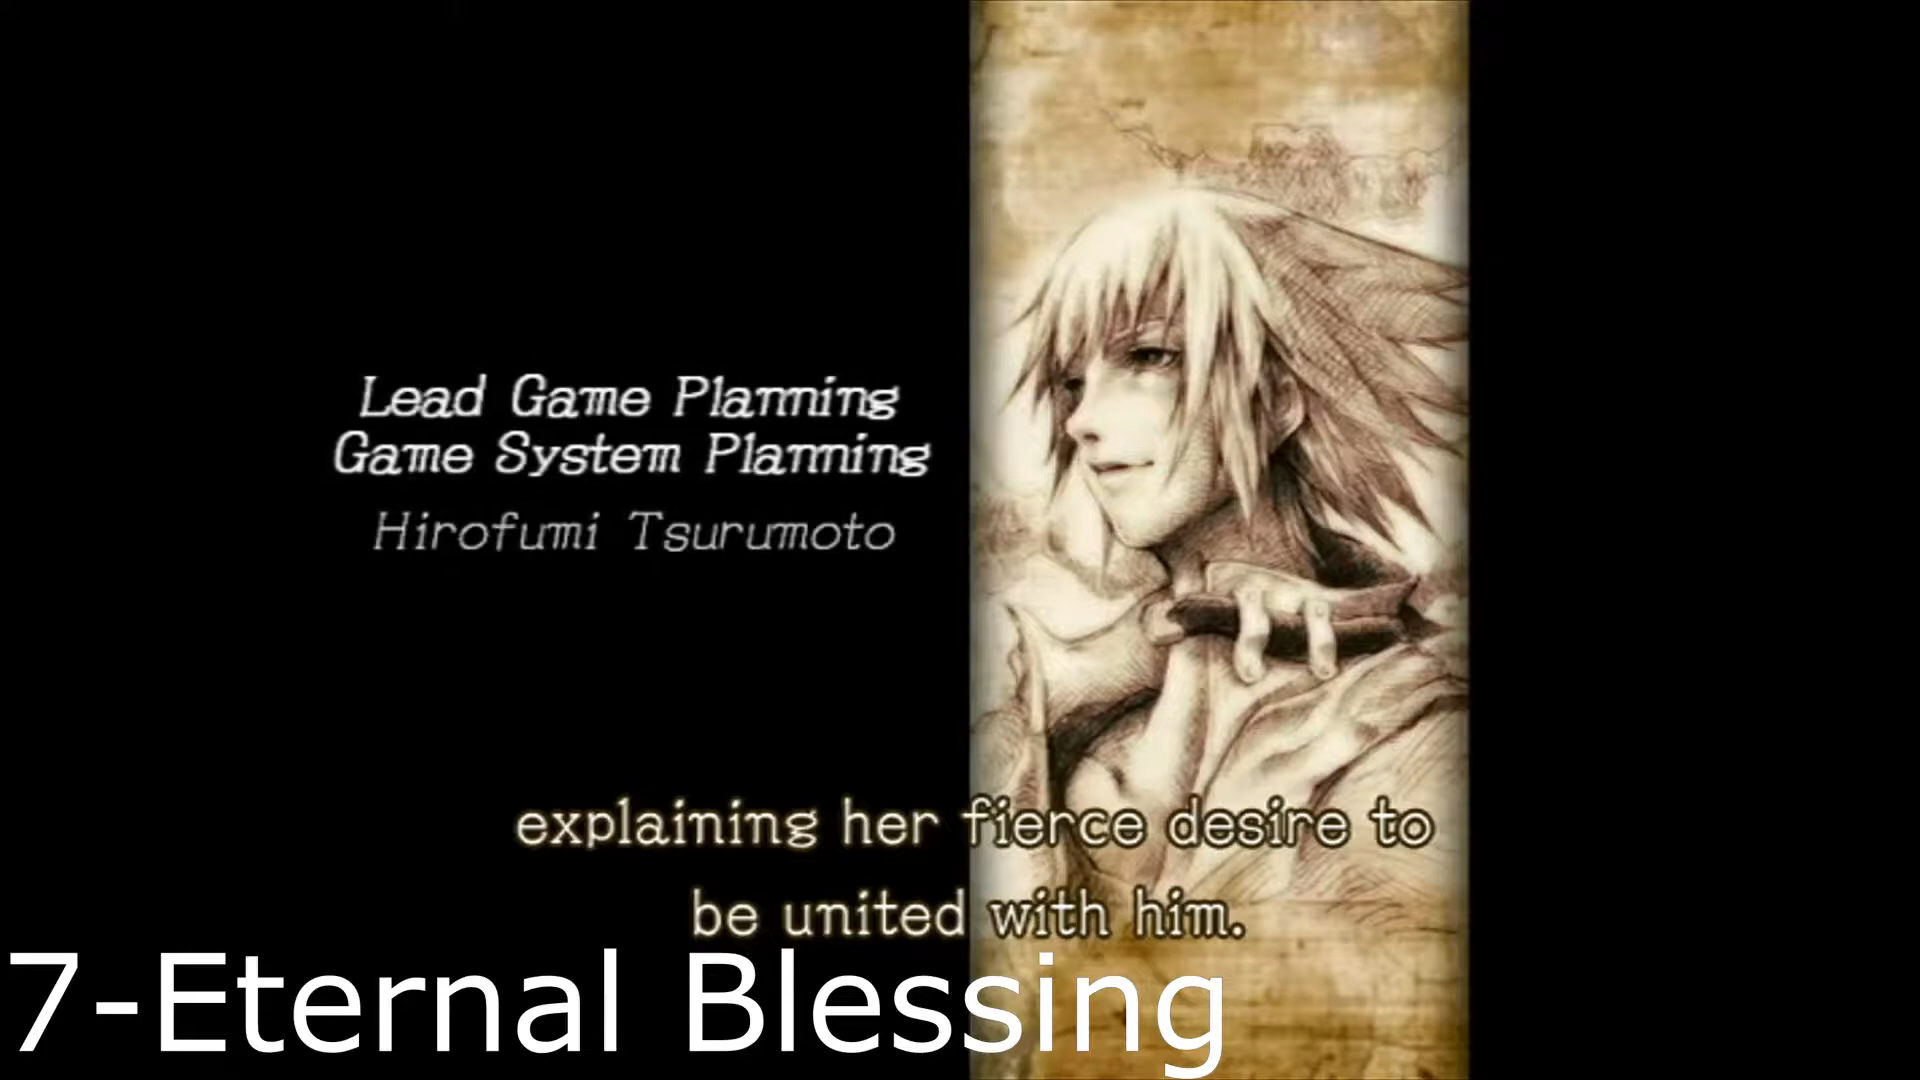 Lead Game Planning
Game System Planning
Hirofumi Tsurumoto
explaining her fierce desire to
be united with him.
7-Eternal Blessing